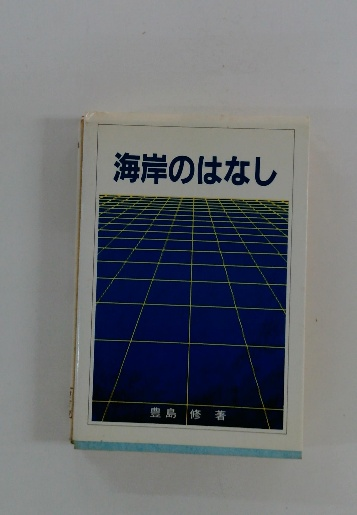 海岸のはなし
豊島 修 著